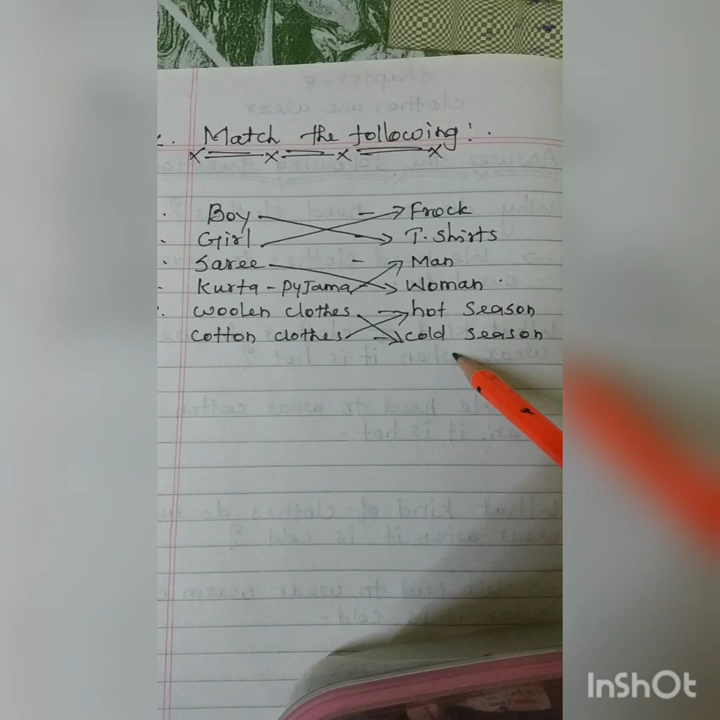 Match the following:
Boy - Frock
Girl T. Shirts
Saree - Man
Kurta - Pyjama Woman
woolen clothes - hot season
cotton clothes - cold season
InShOt